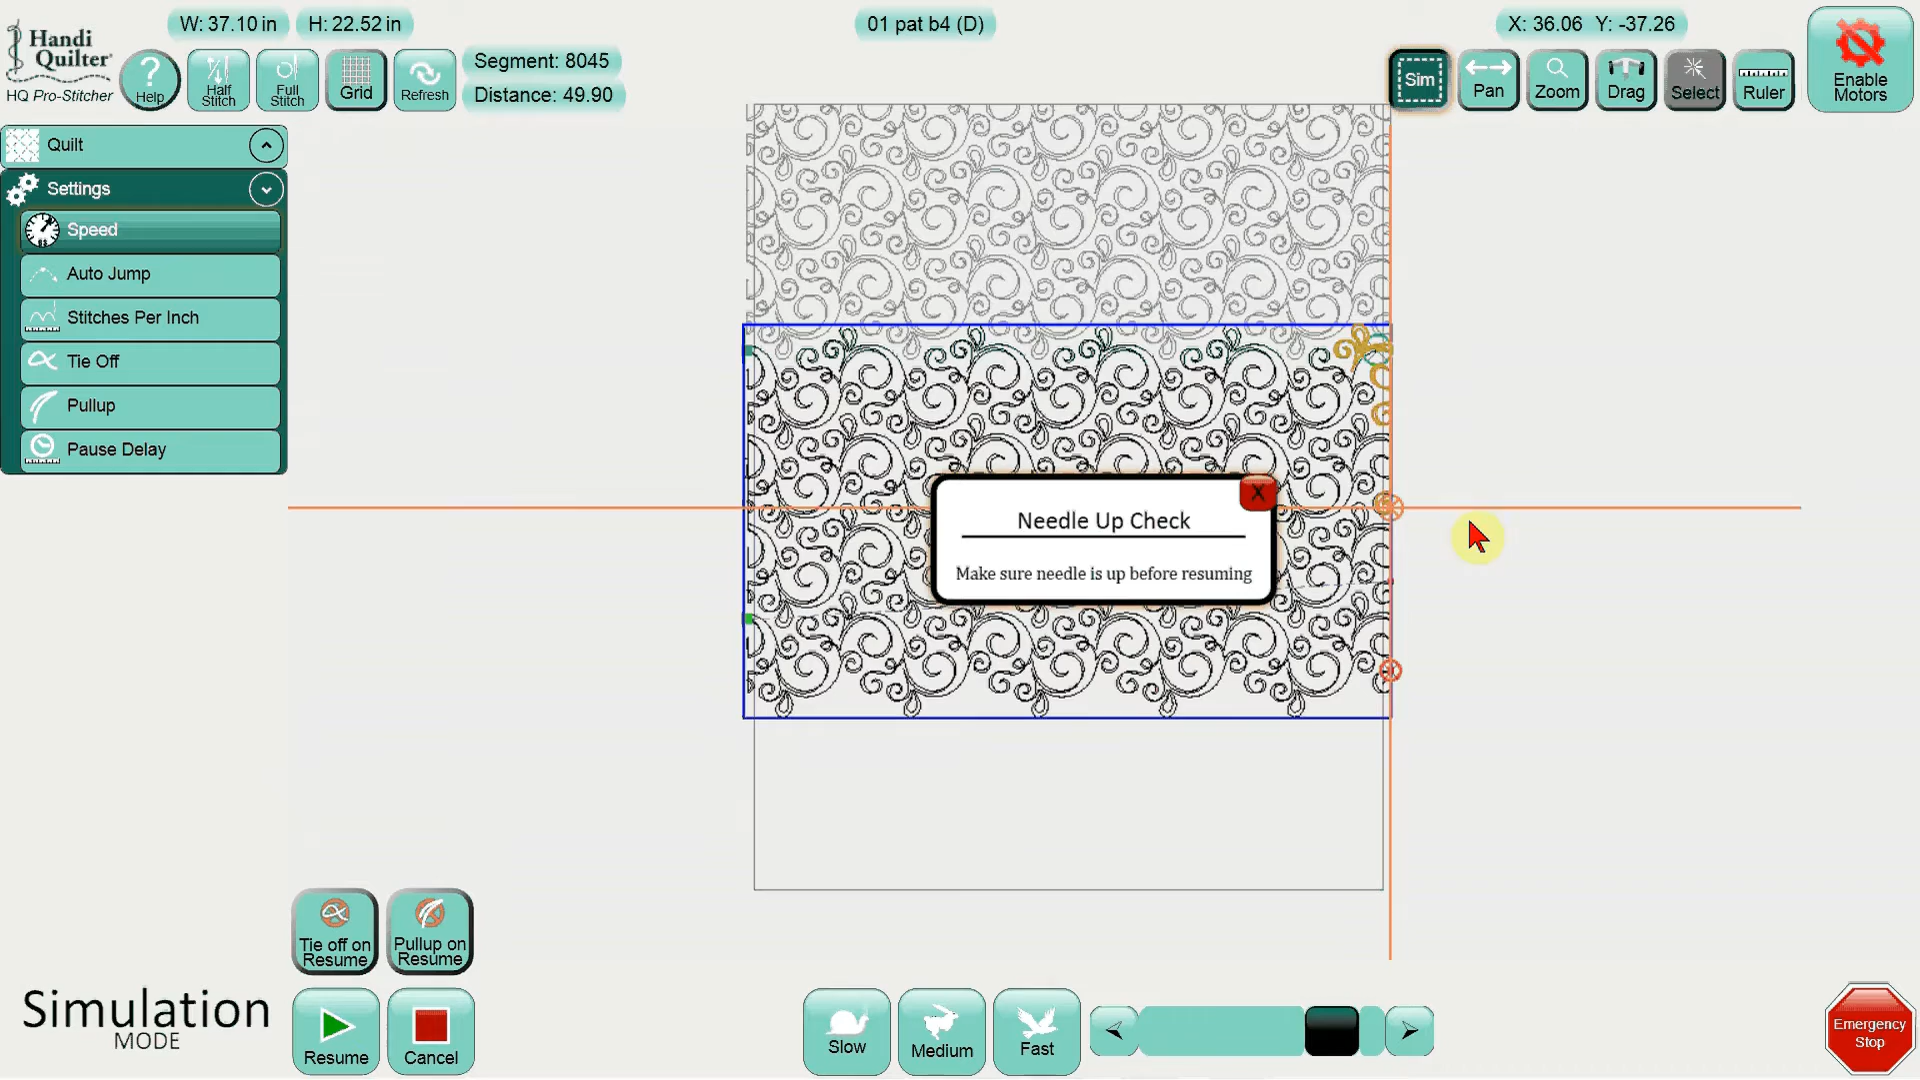 W: 37.10 in
H: 22.52 in
01 pat b4 (D)
X: 36.06 Y: -37.26
Handi
Quilter
HQ Pro-Stitcher
Help
Half
Stitch
Full
Stitch
Grid
Refresh
Segment: 8045
Distance: 49.90
Sim
Pan
Zoom
Drag
Select
Ruler
Enable
Motors
Quilt
Settings
Speed
Auto Jump
Stitches Per Inch
Tie Off
Pullup
Pause Delay
X
Needle Up Check
Make sure needle is up before resuming
Tie off on
Resume
Pullup on
Resume
Simulation
MODE
Resume
Cancel
Slow
Medium
Fast
Emergency
Stop